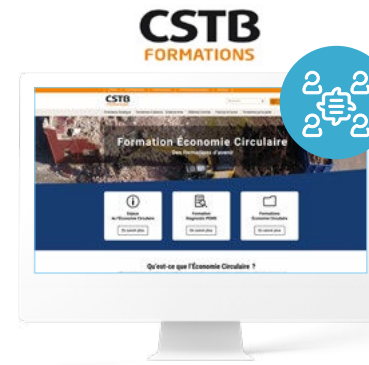 CSTB
FORMATIONS
CSTB
Formation Économie Circulaire
Des formations d'avenir
Enjeux
de l'Économie Circulaire
Formation
Diagnostic PEMD
Formations
Économie Circulaire
En savoir plus
En savoir plus
En savoir plus
Qu'est-ce que l'Économie Circulaire ?